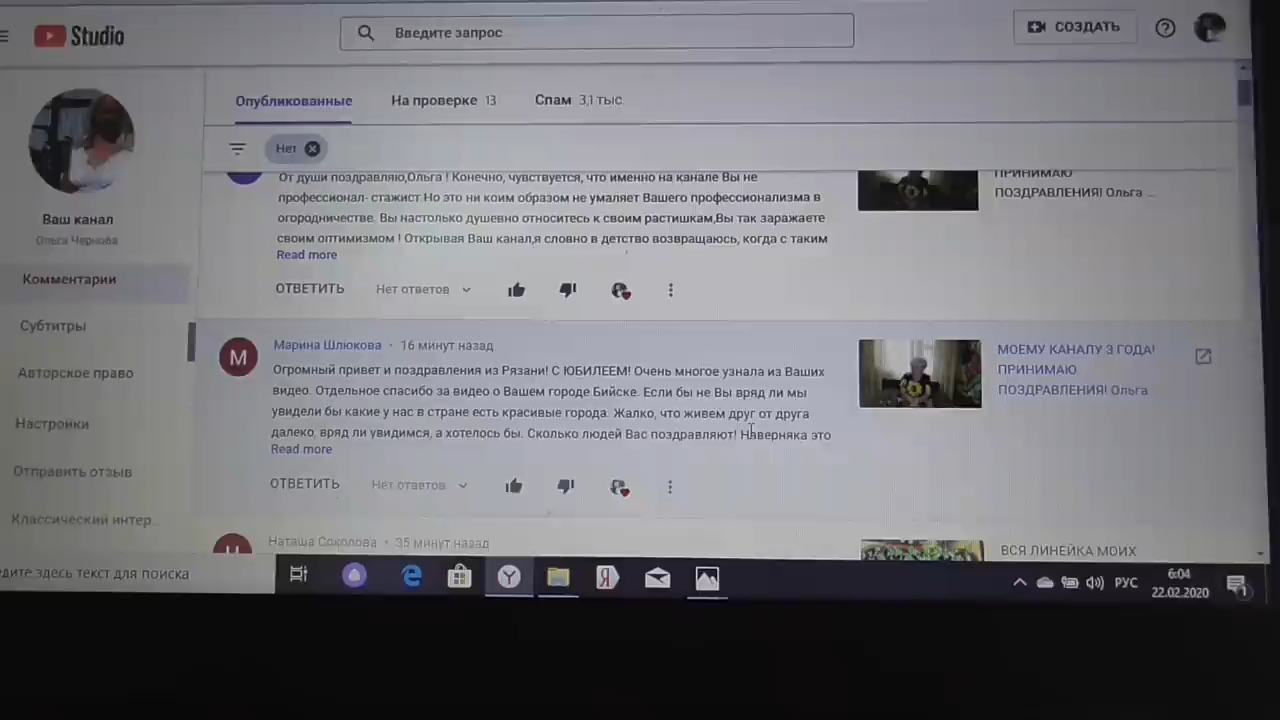 Studio
Введите запрос
СОЗДАТЬ
Ваш канал
Ольга Чернова
Комментарии
Субтитры
Авторское право
Настройки
Отправить отзыв
Классический интер...
Опубликованные
На проверке 13
Спам 3,1 тыс.
Нет
От души поздравляю,Ольга ! Конечно, чувствуется, что именно на канале Вы не
профессионал- стажист.Но это ни коим образом не умаляет Вашего профессионализма в
огородничестве. Вы настолько душевно относитесь к своим растишкам,Вы так заражаете
своим оптимизмом ! Открывая Ваш канал,я словно в детство возвращаюсь, когда с таким
Read more
ПРИНИМАЮ
ПОЗДРАВЛЕНИЯ! Ольга ...
ОТВЕТИТЬ
Нет ответов
М
Марина Шлюкова • 16 минут назад
Огромный привет и поздравления из Рязани! С ЮБИЛЕЕМ! Очень многое узнала из Ваших
видео. Отдельное спасибо за видео о Вашем городе Бийске. Если бы не Вы вряд ли мы
увидели бы какие у нас в стране есть красивые города. Жалко, что живем друг от друга
далеко, вряд ли увидимся, а хотелось бы. Сколько людей Вас поздравляют! Наверняка это
Read more
МОЕМУ КАНАЛУ 3 ГОДА!
ПРИНИМАЮ
ПОЗДРАВЛЕНИЯ! Ольга
ОТВЕТИТЬ
Нет ответов
Наташа Соколова • 35 минут назад
ВСЯ ЛИНЕЙКА МОИХ
дите здесь текст для поиска
Я
РУС
6:04
22.02.2020
1